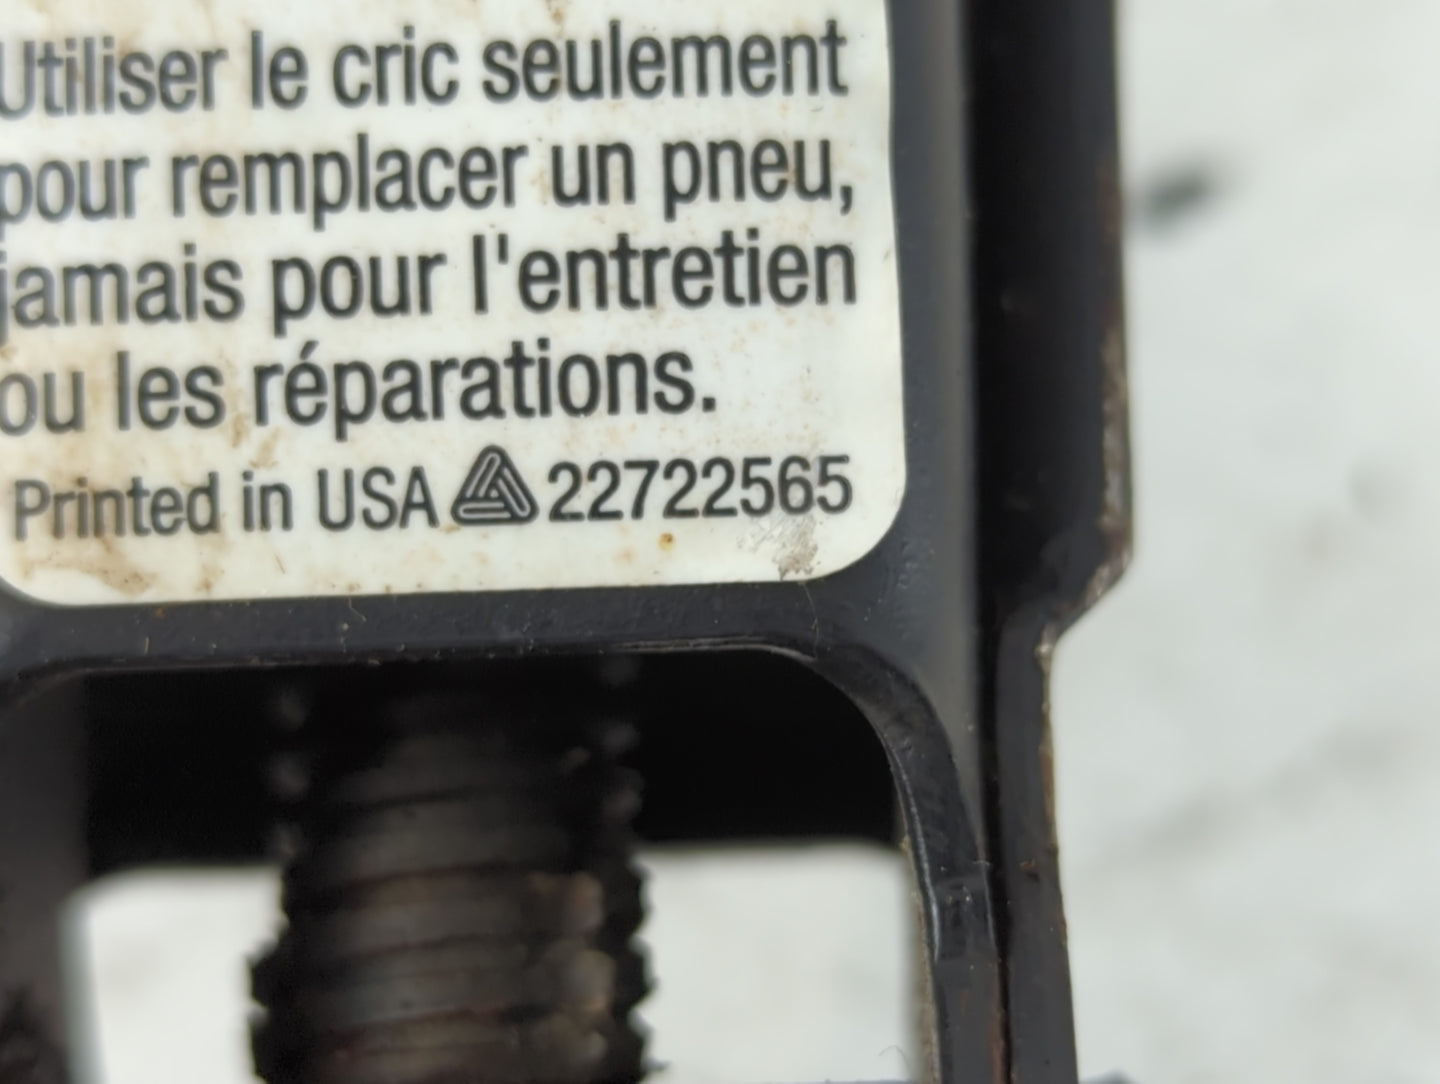 Utiliser le cric seulement
pour remplacer un pneu,
jamais pour l'entretien
ou les réparations.
Printed in USA 22722565